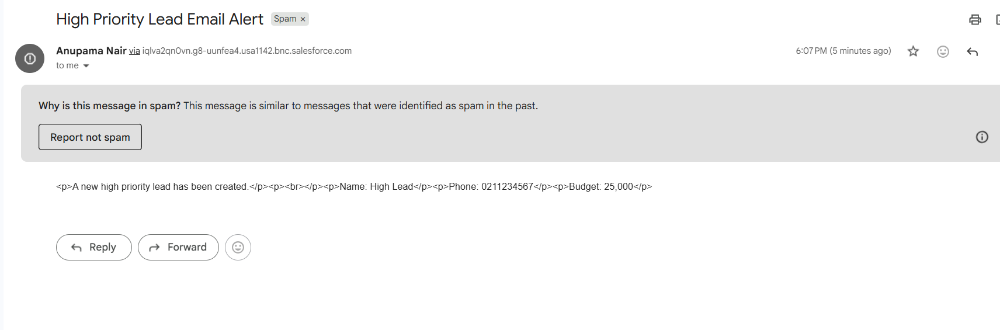 High Priority Lead Email Alert Spam ×
Anupama Nair via iqlva2qn0vn.g8-uunfea4.usa1142.bnc.salesforce.com 6:07 PM (5 minutes ago)
to me
Why is this message in spam? This message is similar to messages that were identified as spam in the past.
Report not spam
<p>A new high priority lead has been created.</p><p><br></p><p>Name: High Lead</p><p>Phone: 0211234567</p><p>Budget: 25,000</p>
Reply Forward